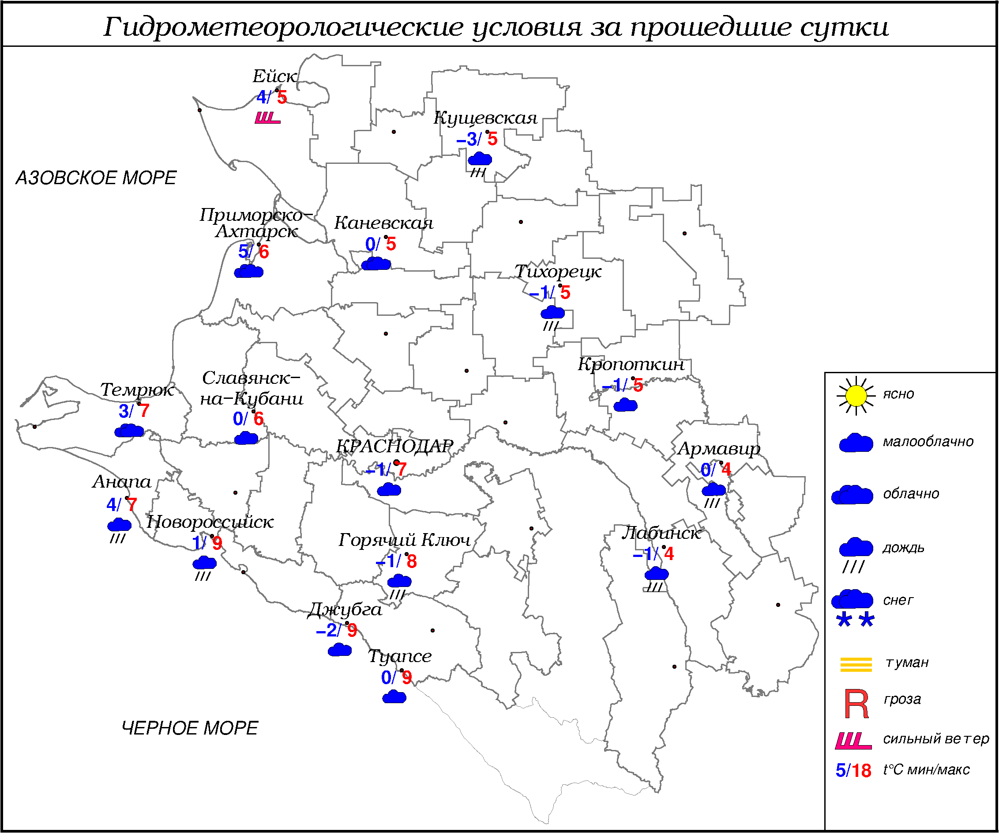 Гидрометеорологические условия за прошедшие сутки
Ейск
4/ 5
Кущевская
-3/ 5
АЗОВСКОЕ МОРЕ
Приморско-
Ахтарск
5/ 6
Каневская
0/ 5
Тихорецк
-1/ 5
Кропоткин
-1/ 5
Славянск-
на-Кубани
0/ 6
Темрюк
3/ 7
КРАСНОДАР
-1/ 7
Армавир
0/ 4
Анапа
4/ 7
Новороссийск
1/ 9
Горячий Ключ
-1/ 8
Лабинск
-1/ 4
Джубга
-2/ 9
Туапсе
0/ 9
ЧЕРНОЕ МОРЕ
ясно
малооблачно
облачно
дождь
снег
туман
R гроза
сильный ветер
5/18 t°C мин/макс